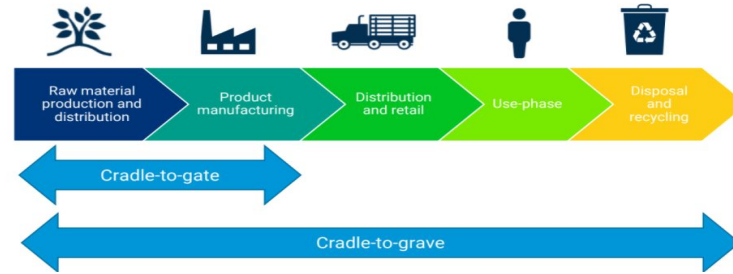 Raw material
production and
distribution
Product
manufacturing
Distribution
and retail
Use-phase
Disposal
and
recycling
Cradle-to-gate
Cradle-to-grave